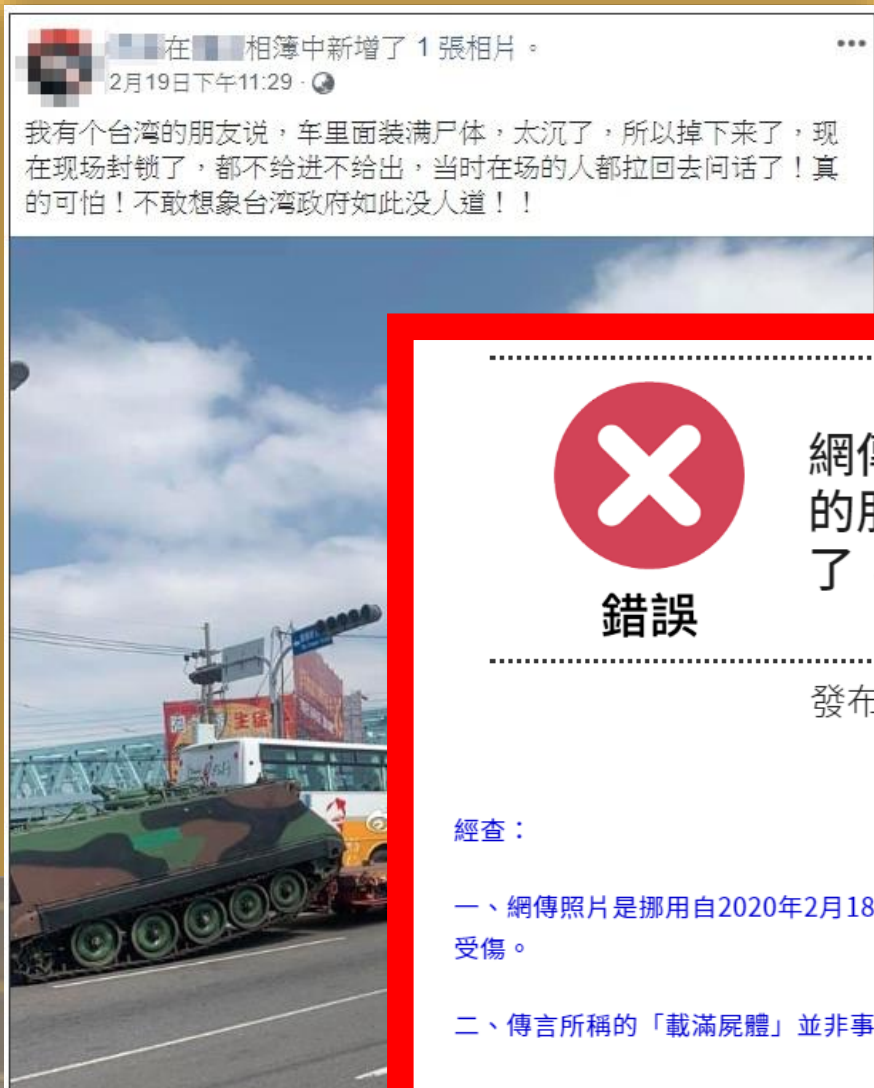 在 相簿中新增了 1 張相片。
2月19日下午11:29
我有个台湾的朋友说，车里面装满尸体，太沉了，所以掉下来了，现
在现场封锁了，都不给进不给出，当时在场的人都拉回去问话了！真
的可怕！不敢想象台湾政府如此没人道！！
網傳
的朋
了
錯誤
發布
經查：
一、網傳照片是挪用自2020年2月18
受傷。
二、傳言所稱的「載滿屍體」並非事
生猛